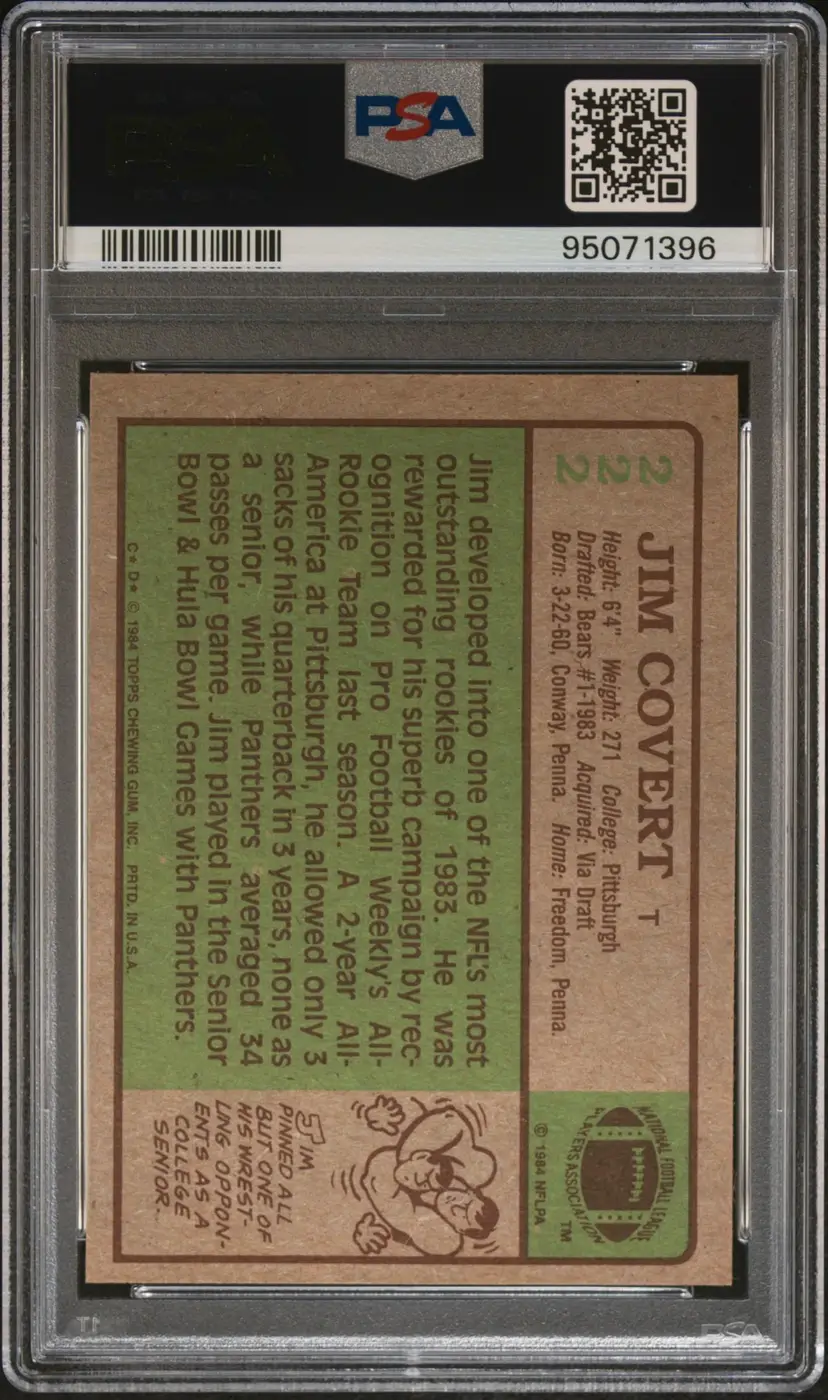 PSA
95071396
222
JIM COVERT T
Height: 6'4" Weight: 271 College: Pittsburgh
Drafted: Bears #1-1983 Acquired: Via Draft
Born: 3-22-60, Conway, Penna. Home: Freedom, Penna.
NATIONAL FOOTBALL LEAGUE
PLAYERS ASSOCIATION
TM
© 1984 NFLPA
Jim developed into one of the NFL's most
outstanding rookies of 1983. He was
rewarded for his superb campaign by rec-
ognition on Pro Football Weekly's All-
Rookie Team last season. A 2-year All-
America at Pittsburgh, he allowed only 3
sacks of his quarterback in 3 years, none as
a senior, while Panthers averaged 34
passes per game. Jim played in the Senior
Bowl & Hula Bowl Games with Panthers.
C* D* © 1984 TOPPS CHEWING GUM, INC. PRTD. IN U.S.A.
JIM
PINNED ALL
BUT ONE OF
HIS WREST-
LING OPPON-
ENTS AS A
COLLEGE
SENIOR.
PSA